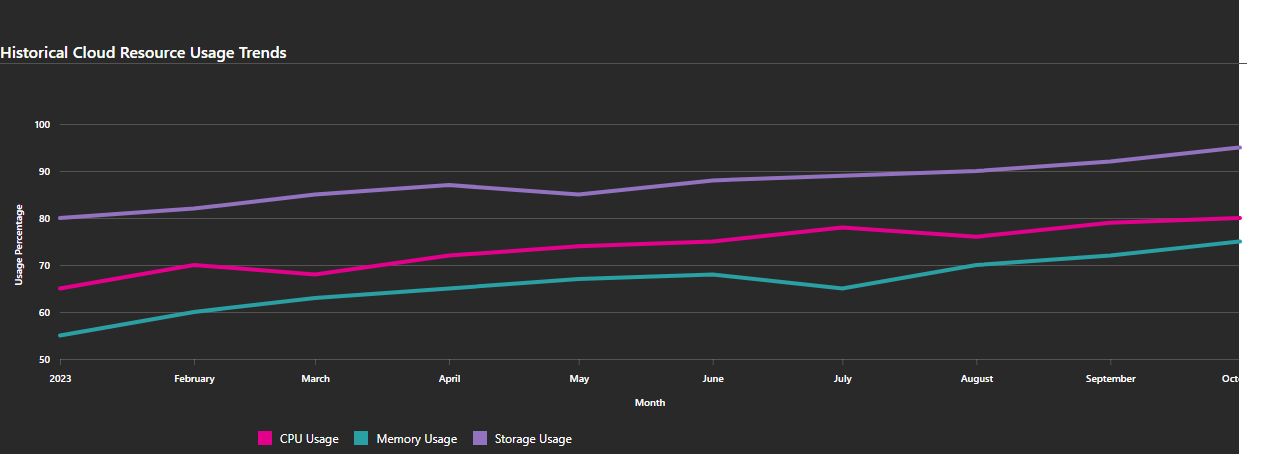 Historical Cloud Resource Usage Trends
100
90
80
70
60
50
Usage Percentage
2023 February March April May June July August September Octo
Month
CPU Usage Memory Usage Storage Usage